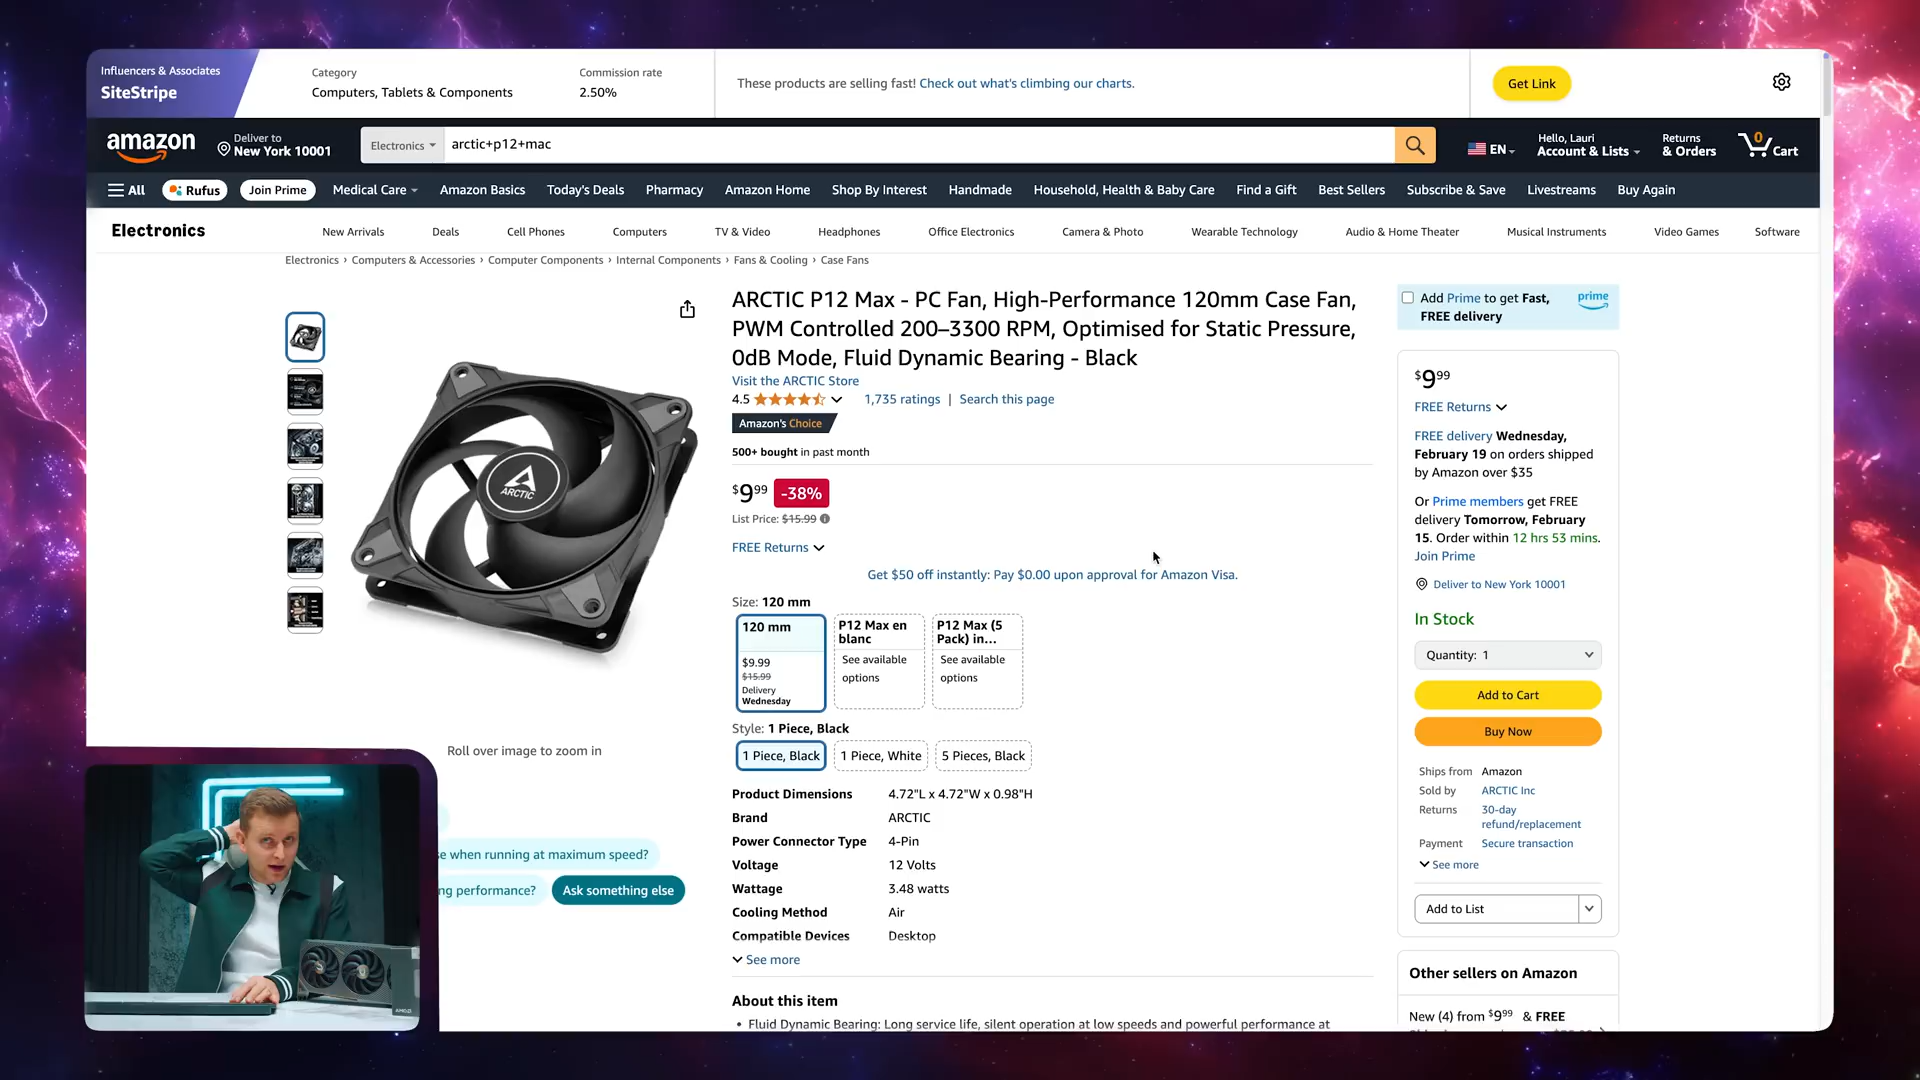 Influencers & Associates
SiteStripe
Category
Computers, Tablets & Components
Commission rate
2.50%
These products are selling fast! Check out what's climbing our charts.
Get Link
amazon
Deliver to
New York 10001
Electronics
arctic+p12+mac
EN
Hello, Lauri
Account & Lists
Returns
& Orders
0
Cart
All
Rufus
Join Prime
Medical Care
Amazon Basics
Today's Deals
Pharmacy
Amazon Home
Shop By Interest
Handmade
Household, Health & Baby Care
Find a Gift
Best Sellers
Subscribe & Save
Livestreams
Buy Again
Electronics
New Arrivals
Deals
Cell Phones
Computers
TV & Video
Headphones
Office Electronics
Camera & Photo
Wearable Technology
Audio & Home Theater
Musical Instruments
Video Games
Software
Electronics › Computers & Accessories › Computer Components › Internal Components › Fans & Cooling › Case Fans
ARCTIC
Roll over image to zoom in
e when running at maximum speed?
ng performance?
Ask something else
ARCTIC P12 Max - PC Fan, High-Performance 120mm Case Fan,
PWM Controlled 200–3300 RPM, Optimised for Static Pressure,
0dB Mode, Fluid Dynamic Bearing - Black
Visit the ARCTIC Store
4.5
1,735 ratings | Search this page
Amazon's Choice
500+ bought in past month
$9.99 -38%
List Price: $15.99
FREE Returns
Get $50 off instantly: Pay $0.00 upon approval for Amazon Visa.
Size: 120 mm
120 mm
$9.99
$15.99
Delivery
Wednesday
P12 Max en
blanc
See available
options
P12 Max (5
Pack) in...
See available
options
Style: 1 Piece, Black
1 Piece, Black
1 Piece, White
5 Pieces, Black
Product Dimensions 4.72"L x 4.72"W x 0.98"H
Brand ARCTIC
Power Connector Type 4-Pin
Voltage 12 Volts
Wattage 3.48 watts
Cooling Method Air
Compatible Devices Desktop
See more
About this item
• Fluid Dynamic Bearing: Long service life, silent operation at low speeds and powerful performance at
Add Prime to get Fast,
FREE delivery
prime
$9.99
FREE Returns
FREE delivery Wednesday,
February 19 on orders shipped
by Amazon over $35
Or Prime members get FREE
delivery Tomorrow, February
15. Order within 12 hrs 53 mins.
Join Prime
Deliver to New York 10001
In Stock
Quantity: 1
Add to Cart
Buy Now
Ships from Amazon
Sold by ARCTIC Inc
Returns 30-day
refund/replacement
Payment Secure transaction
See more
Add to List
Other sellers on Amazon
New (4) from $9.99 & FREE